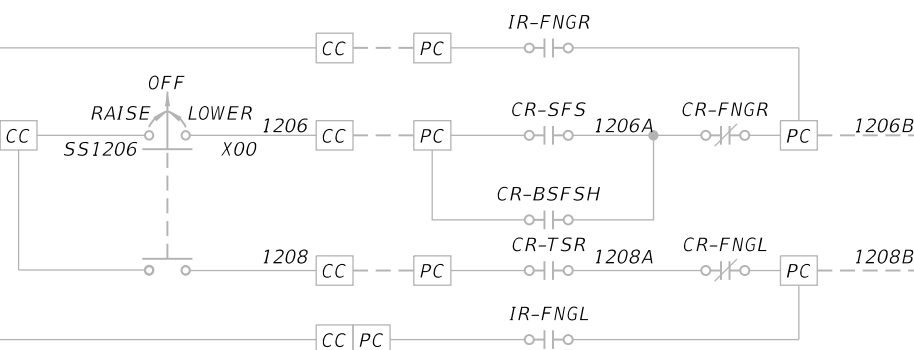 IR-FNGR
CC PC
OFF
RAISE LOWER 1206 CR-SFS 1206A CR-FNGR 1206B
CC CC PC PC
SS1206 X00
CR-BSFSH
1208 CR-TSR 1208A CR-FNGL 1208B
CC PC PC
IR-FNGL
CC PC